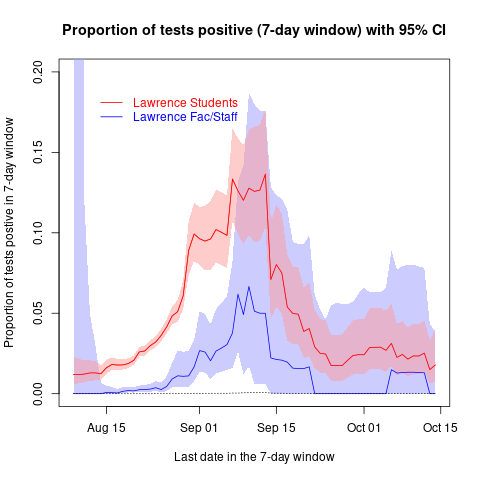 Proportion of tests positive (7-day window) with 95% CI
Proportion of tests postive in 7-day window
0.20
0.15
0.10
0.05
0.00
Lawrence Students
Lawrence Fac/Staff
Aug 15
Sep 01
Sep 15
Oct 01
Oct 15
Last date in the 7-day window